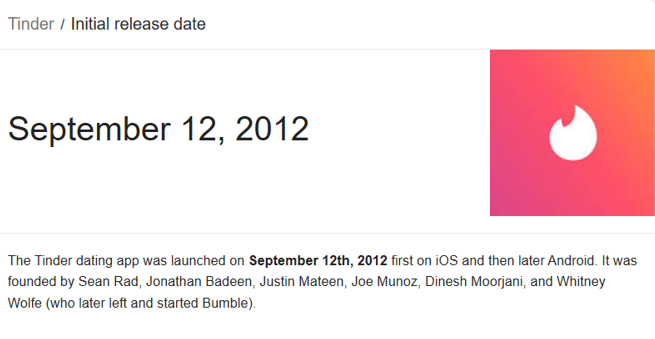 Tinder / Initial release date
September 12, 2012
The Tinder dating app was launched on September 12th, 2012 first on iOS and then later Android. It was
founded by Sean Rad, Jonathan Badeen, Justin Mateen, Joe Munoz, Dinesh Moorjani, and Whitney
Wolfe (who later left and started Bumble).